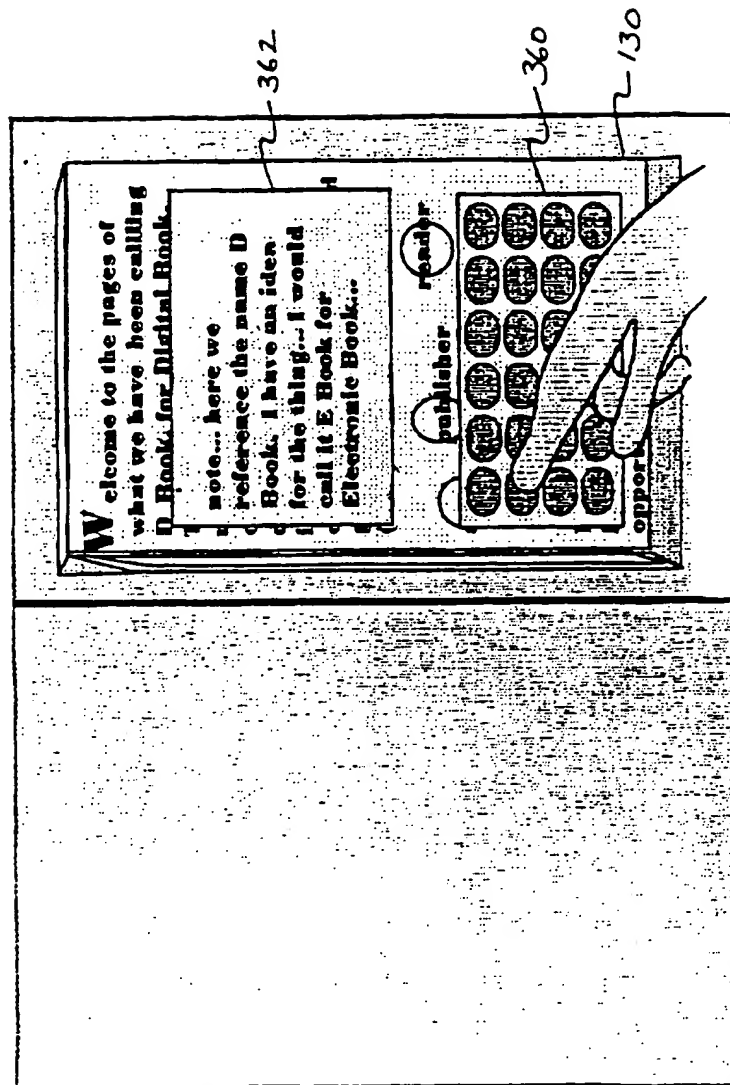 Welcome to the pages of
what we have been callling
D Book, for Digital Book.
note... here we
reference the name D
Book. I have an idea
for the thing... I would
call it E Book for
Electronic Book...
publisher
reader
oppor
362
360
130